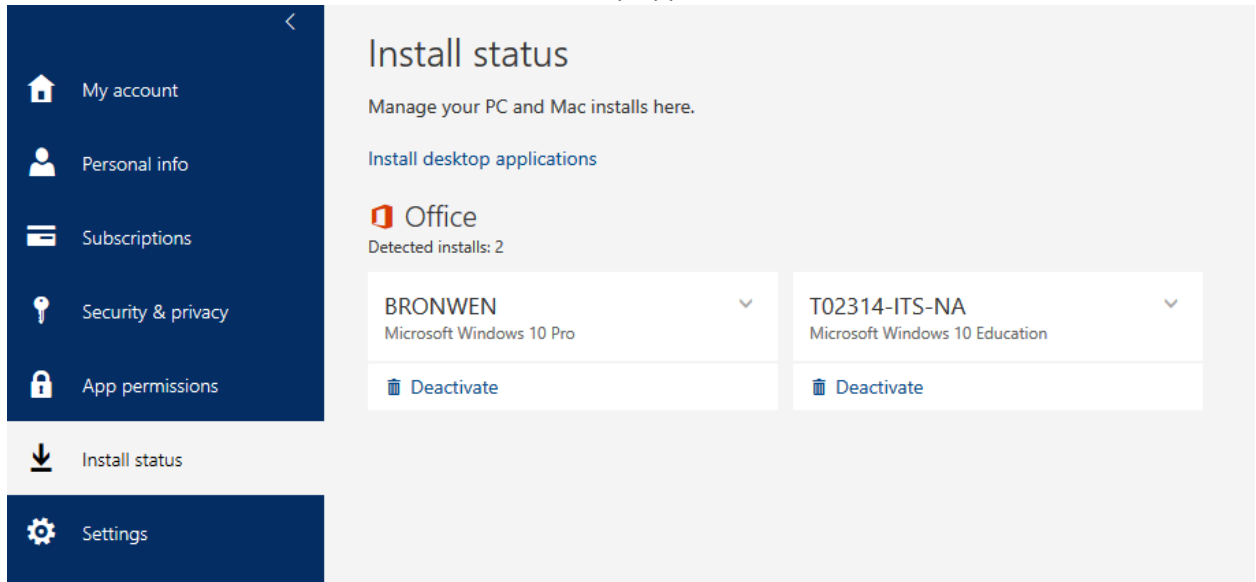 My account
Personal info
Subscriptions
Security & privacy
App permissions
Install status
Settings
Install status
Manage your PC and Mac installs here.
Install desktop applications
Office
Detected installs: 2
BRONWEN
Microsoft Windows 10 Pro
Deactivate
T02314-ITS-NA
Microsoft Windows 10 Education
Deactivate